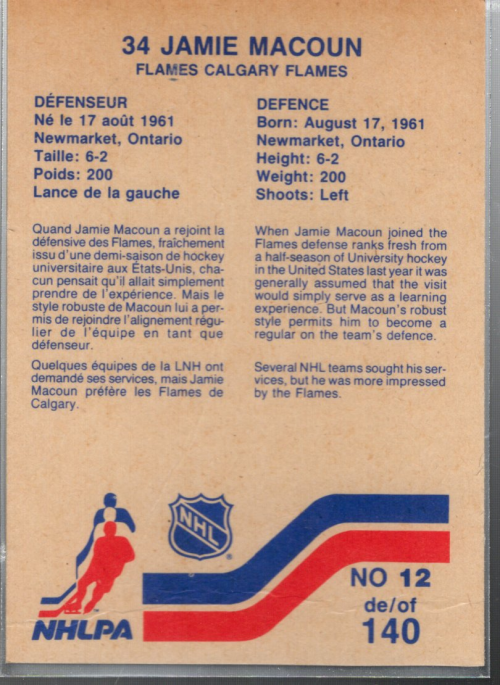 34 JAMIE MACOUN
FLAMES CALGARY FLAMES
DÉFENSEUR
Né le 17 août 1961
Newmarket, Ontario
Taille: 6-2
Poids: 200
Lance de la gauche
DEFENCE
Born: August 17, 1961
Newmarket, Ontario
Height: 6-2
Weight: 200
Shoots: Left
Quand Jamie Macoun a rejoint la
défensive des Flames, fraîchement
issu d'une demi-saison de hockey
universitaire aux États-Unis, cha-
cun pensait qu'il allait simplement
prendre de l'expérience. Mais le
style robuste de Macoun lui a per-
mis de rejoindre l'alignement régu-
lier de l'équipe en tant que
défenseur.
Quelques équipes de la LNH ont
demandé ses services, mais Jamie
Macoun préfère les Flames de
Calgary.
When Jamie Macoun joined the
Flames defense ranks fresh from
a half-season of University hockey
in the United States last year it was
generally assumed that the visit
would simply serve as a learning
experience. But Macoun's robust
style permits him to become a
regular on the team's defence.
Several NHL teams sought his ser-
vices, but he was more impressed
by the Flames.
NHLPA
NHL
®
NO 12
de/of
140